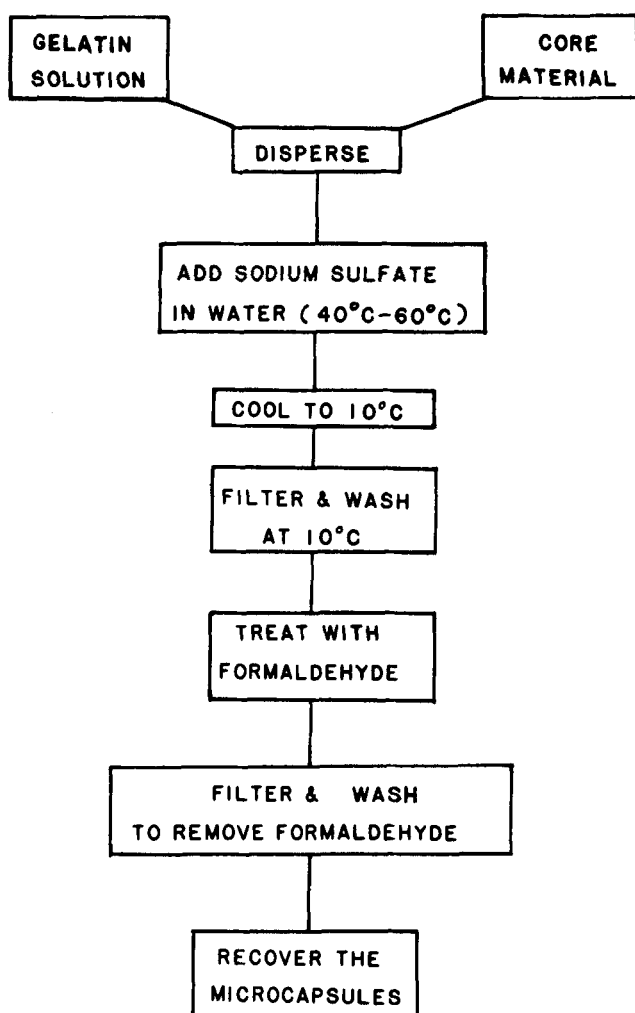 GELATIN
SOLUTION
CORE
MATERIAL
DISPERSE
ADD SODIUM SULFATE
IN WATER (40°C-60°C)
COOL TO 10°C
FILTER & WASH
AT 10°C
TREAT WITH
FORMALDEHYDE
FILTER & WASH
TO REMOVE FORMALDEHYDE
RECOVER THE
MICROCAPSULES